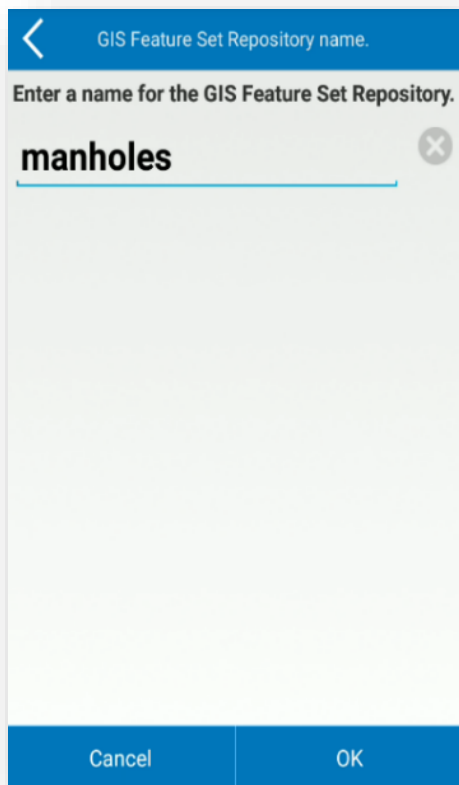 GIS Feature Set Repository name.
Enter a name for the GIS Feature Set Repository.
manholes
Cancel
OK